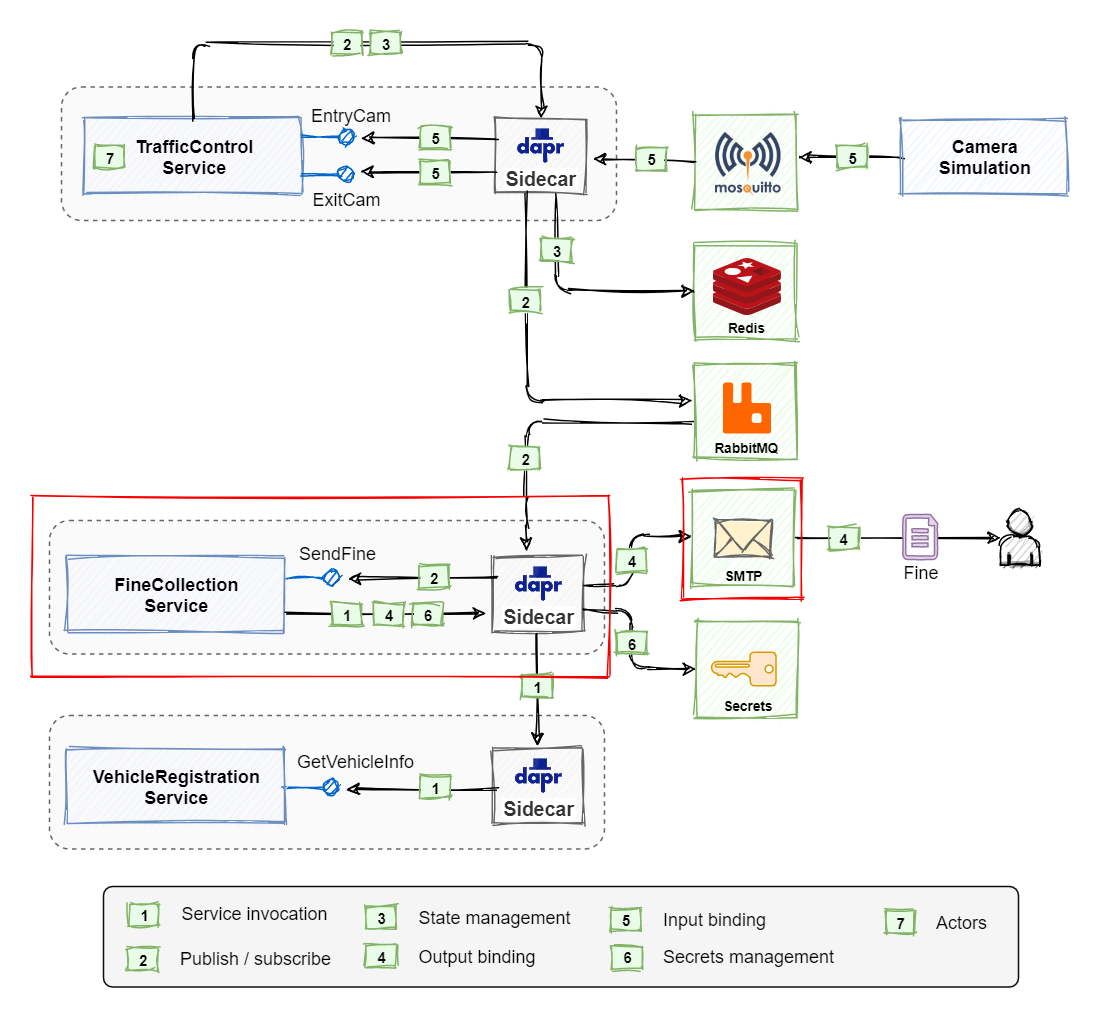 2 3
EntryCam
TrafficControl
Service
7
5
5
ExitCam
dapr
Sidecar
5
mosquitto
5
Camera
Simulation
3
2
Redis
RabbitMQ
2
SendFine
FineCollection
Service
2
1 4 6
dapr
Sidecar
4
SMTP
4
Fine
6
Secrets
1
GetVehicleInfo
VehicleRegistration
Service
1
dapr
Sidecar
1 Service invocation
3 State management
5 Input binding
7 Actors
2 Publish / subscribe
4 Output binding
6 Secrets management